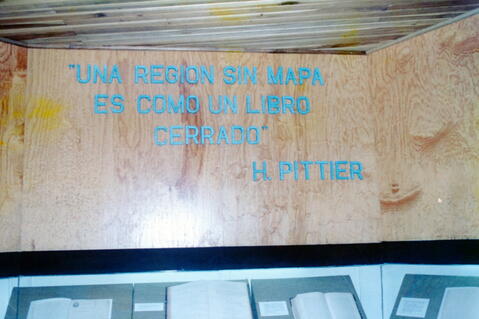 "UNA REGION SIN MAPA
ES COMO UN LIBRO
CERRADO"
H. PITTIER